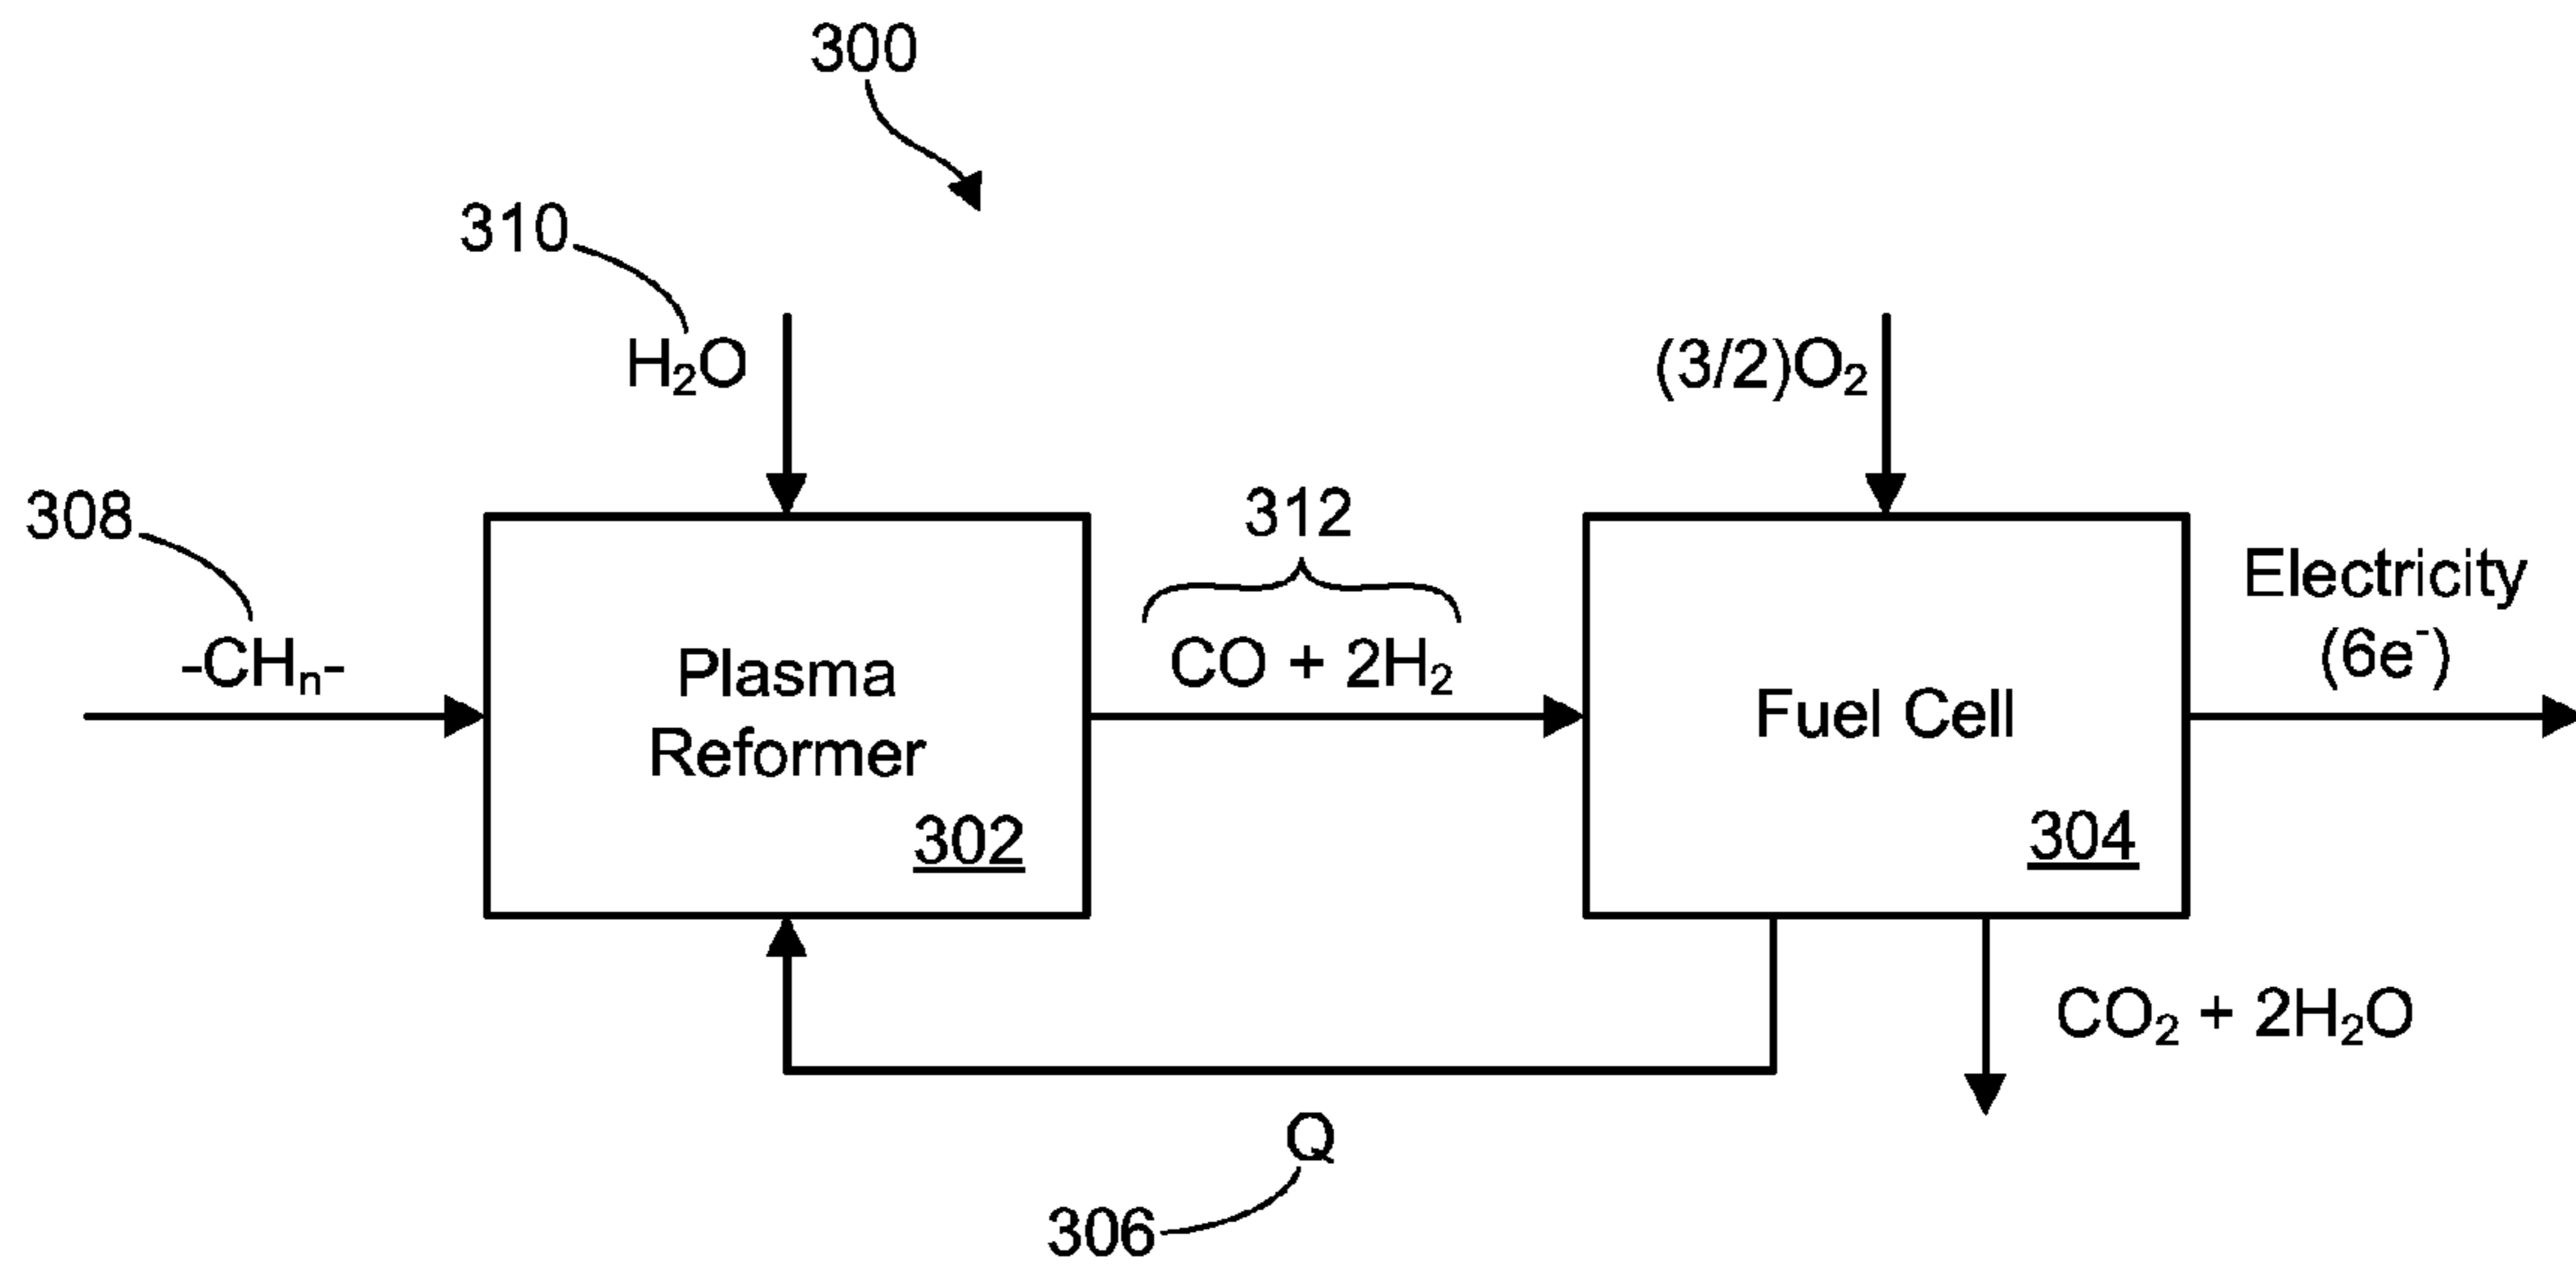 300
310
H₂O
(3/2)O₂
308
312
-CHₙ-
Plasma
Reformer
302
CO + 2H₂
Fuel Cell
304
Electricity
(6e⁻)
CO₂ + 2H₂O
Q
306